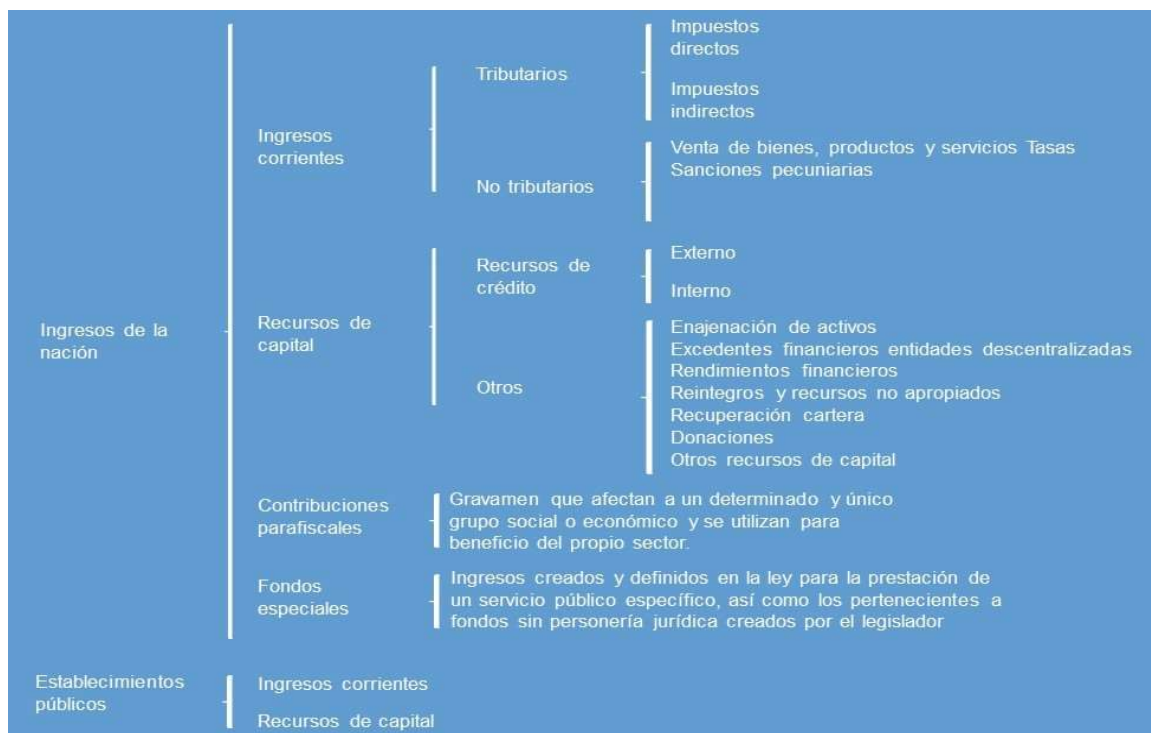 Ingresos de la
nación
Ingresos
corrientes
Tributarios
Impuestos
directos
Impuestos
indirectos
No tributarios
Venta de bienes, productos y servicios Tasas
Sanciones pecuniarias
Recursos de
capital
Recursos de
crédito
Externo
Interno
Otros
Enajenación de activos
Excedentes financieros entidades descentralizadas
Rendimientos financieros
Reintegros y recursos no apropiados
Recuperación cartera
Donaciones
Otros recursos de capital
Contribuciones
parafiscales
Gravamen que afectan a un determinado y único
grupo social o económico y se utilizan para
beneficio del propio sector.
Fondos
especiales
Ingresos creados y definidos en la ley para la prestación de
un servicio público específico, así como los pertenecientes a
fondos sin personería jurídica creados por el legislador
Establecimientos
públicos
Ingresos corrientes
Recursos de capital